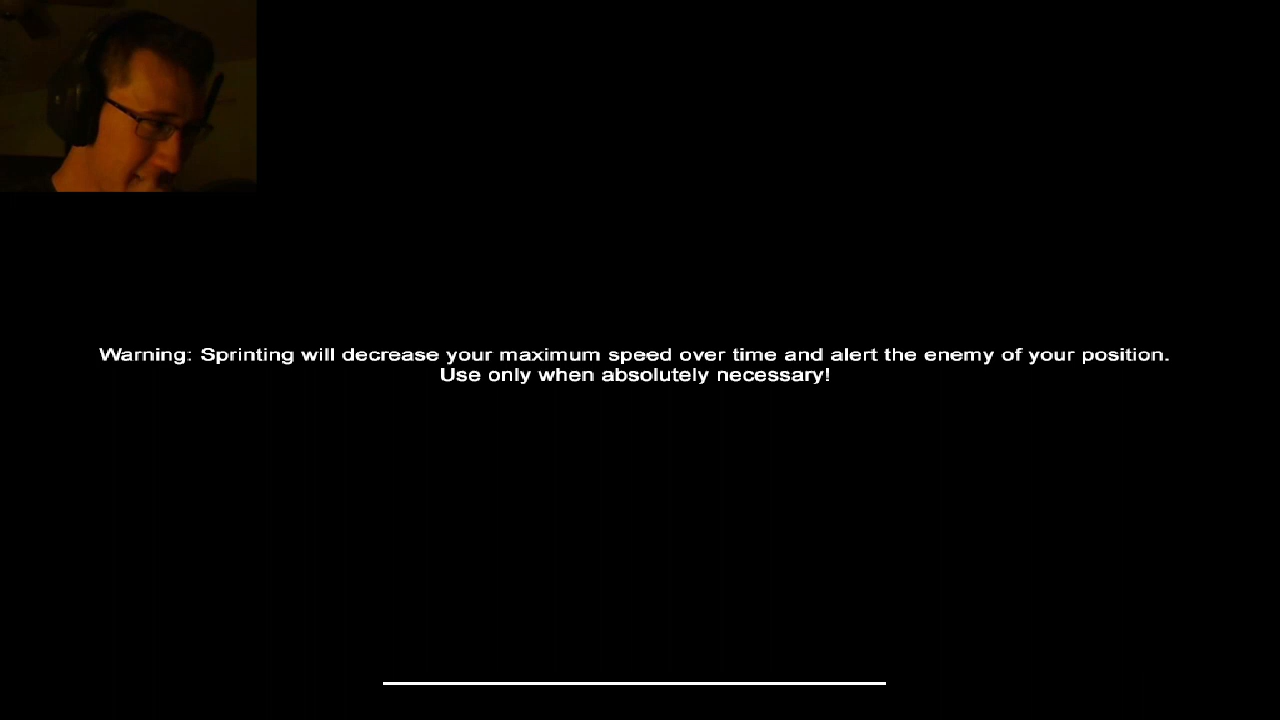 Warning: Sprinting will decrease your maximum speed over time and alert the enemy of your position.
Use only when absolutely necessary!